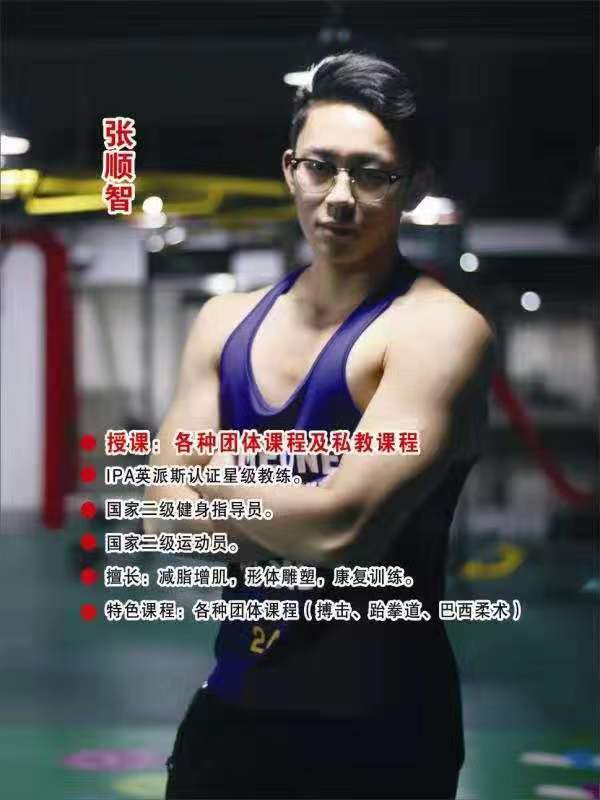 张顺智
授课：各种团体课程及私教课程
IPA英派斯认证星级教练。
国家二级健身指导员。
国家二级运动员。
擅长：减脂增肌，形体雕塑，康复训练。
特色课程：各种团体课程（搏击、跆拳道、巴西柔术）